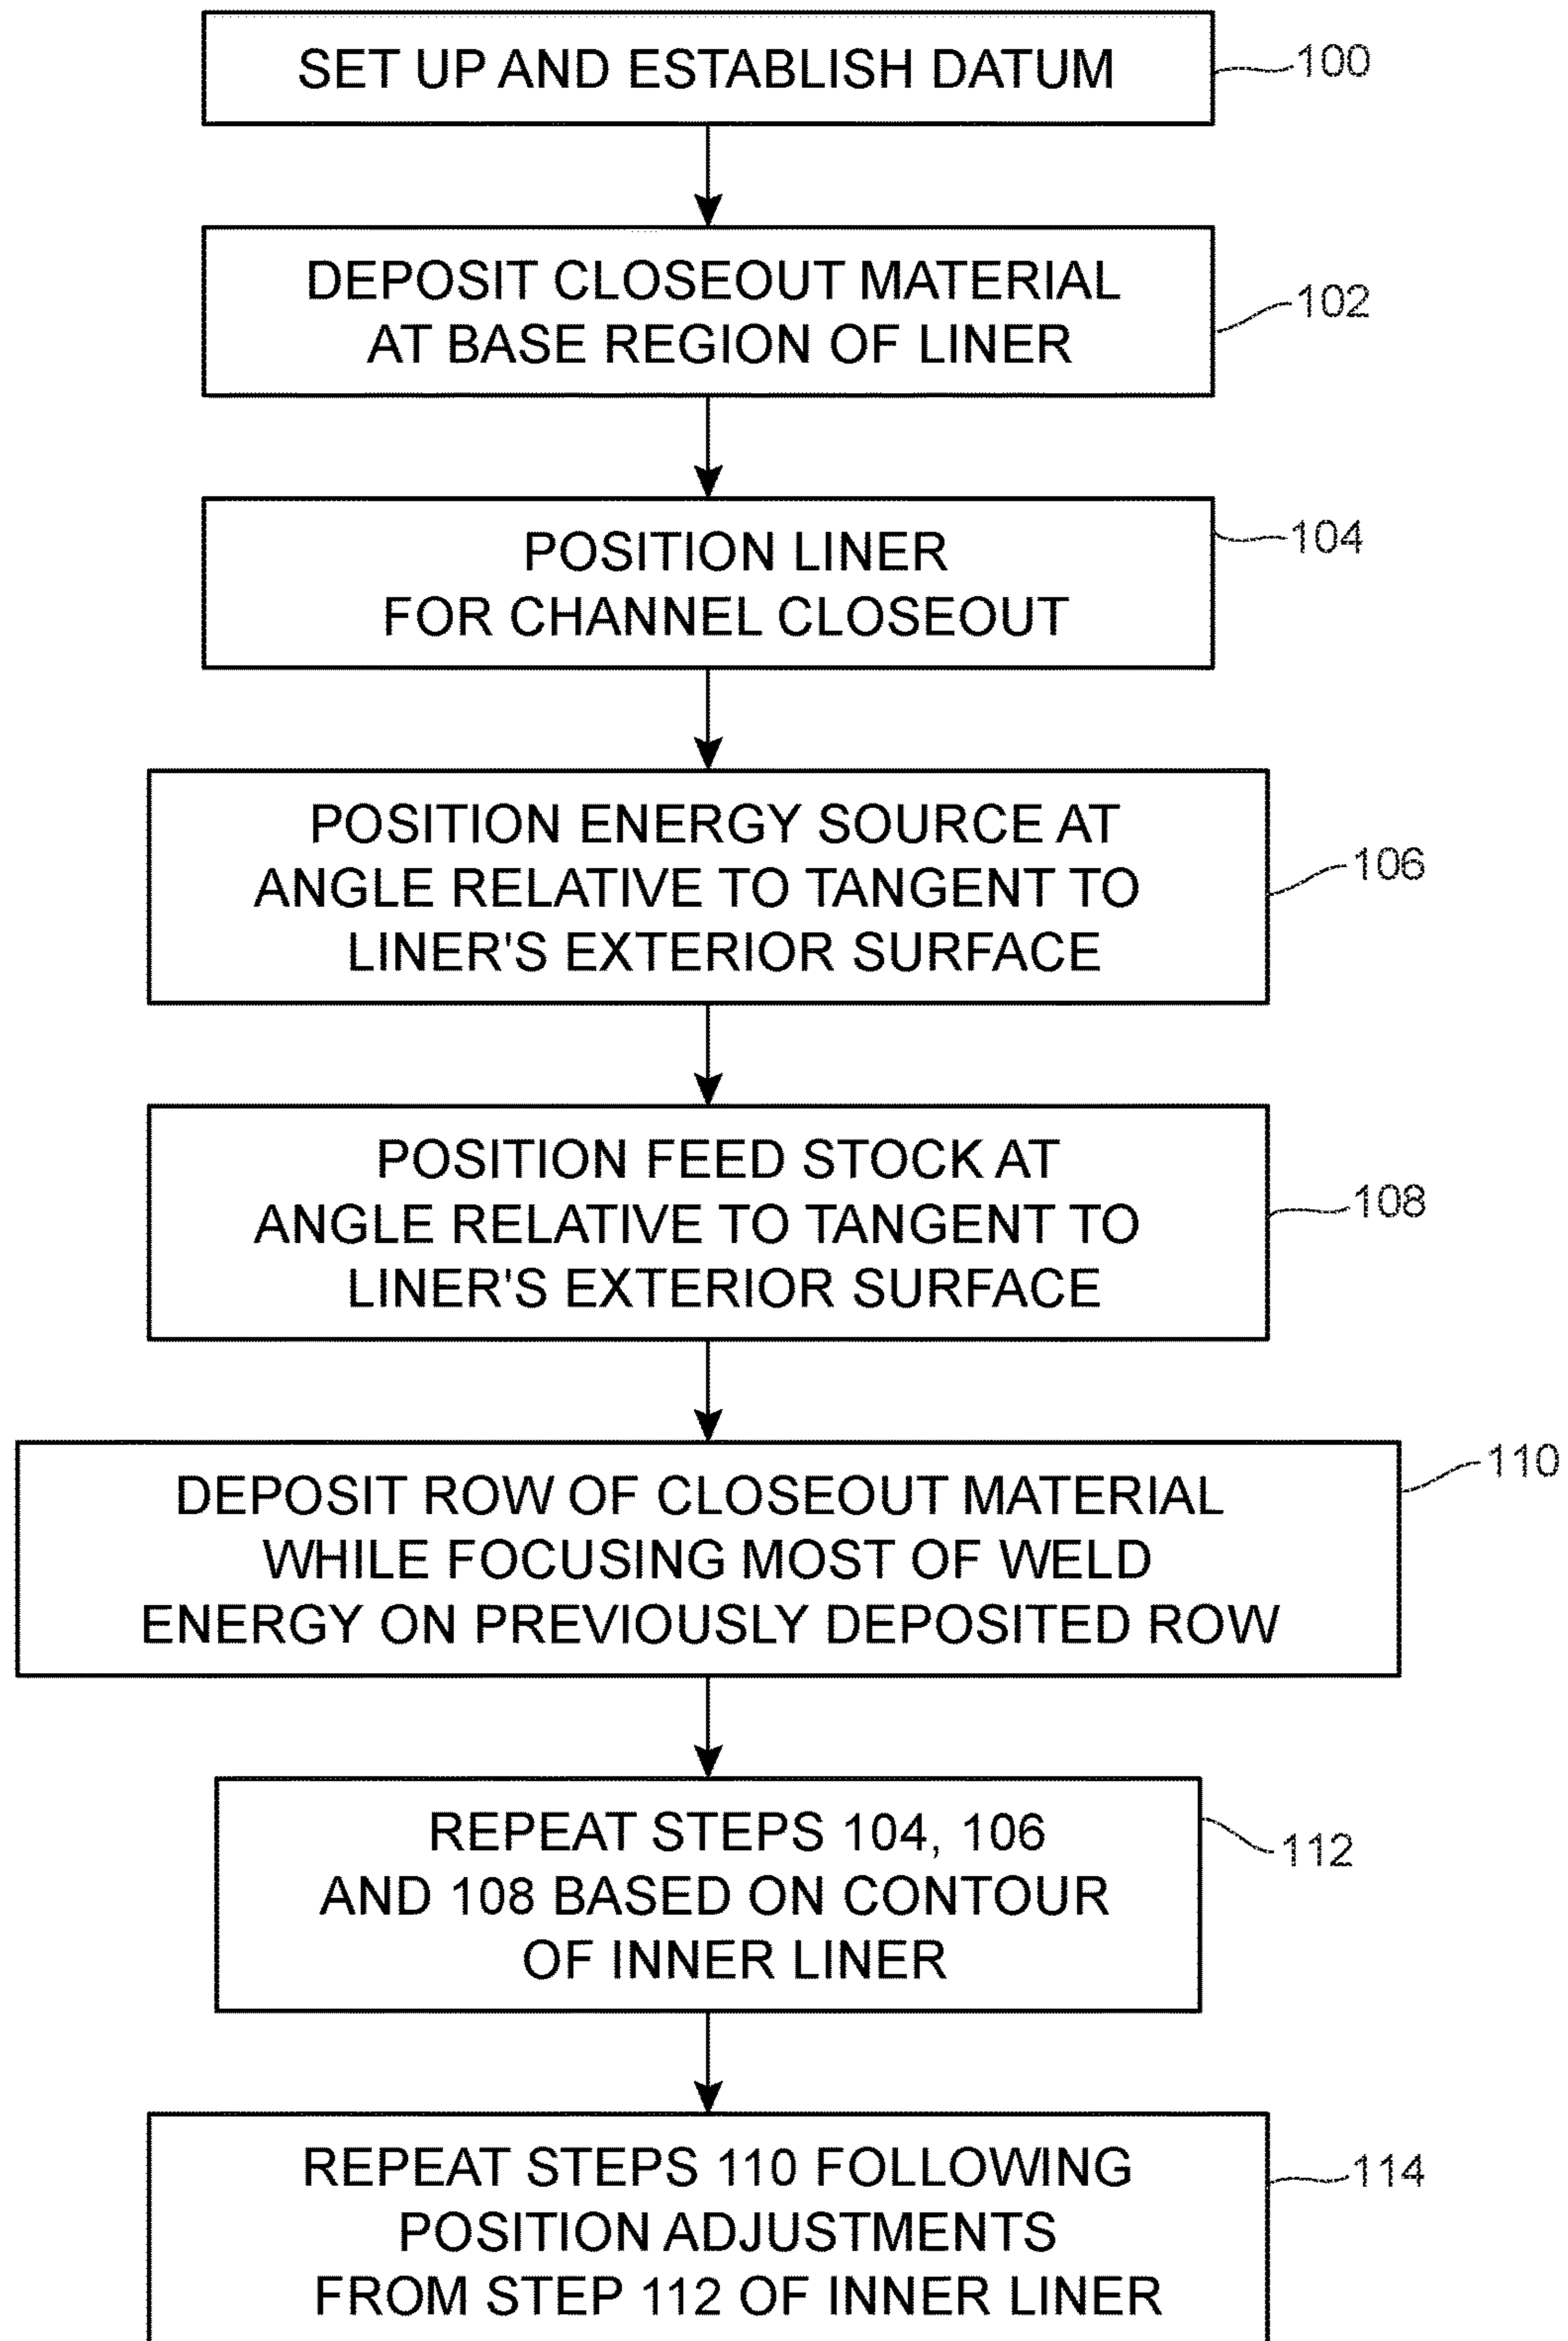 SET UP AND ESTABLISH DATUM
100
DEPOSIT CLOSEOUT MATERIAL
AT BASE REGION OF LINER
102
POSITION LINER
FOR CHANNEL CLOSEOUT
104
POSITION ENERGY SOURCE AT
ANGLE RELATIVE TO TANGENT TO
LINER'S EXTERIOR SURFACE
106
POSITION FEED STOCK AT
ANGLE RELATIVE TO TANGENT TO
LINER'S EXTERIOR SURFACE
108
DEPOSIT ROW OF CLOSEOUT MATERIAL
WHILE FOCUSING MOST OF WELD
ENERGY ON PREVIOUSLY DEPOSITED ROW
110
REPEAT STEPS 104, 106
AND 108 BASED ON CONTOUR
OF INNER LINER
112
REPEAT STEPS 110 FOLLOWING
POSITION ADJUSTMENTS
FROM STEP 112 OF INNER LINER
114